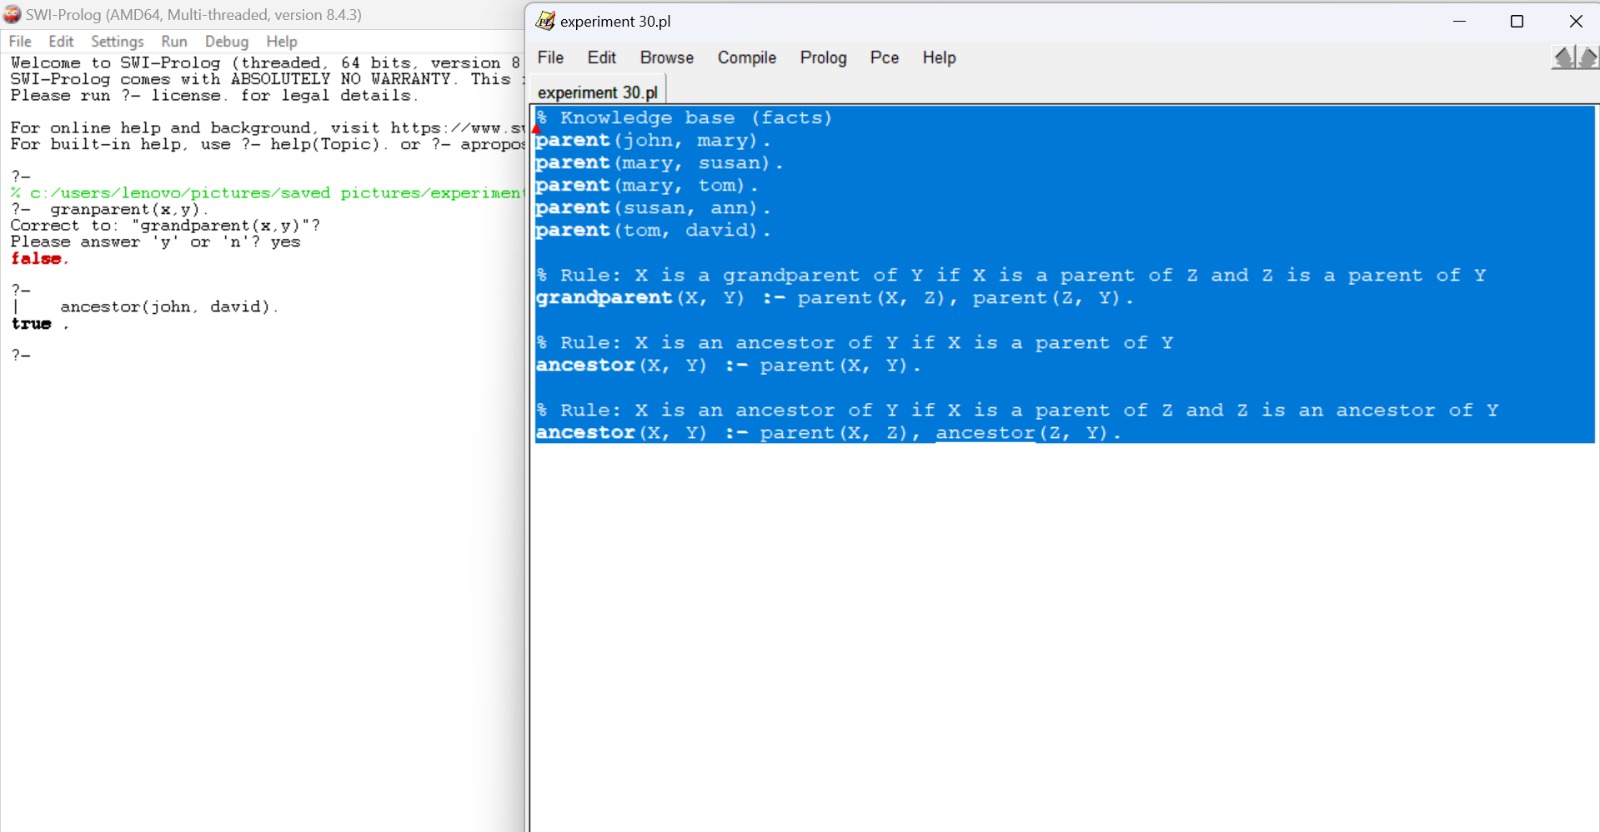 SWI-Prolog (AMD64, Multi-threaded, version 8.4.3)
File Edit Settings Run Debug Help
Welcome to SWI-Prolog (threaded, 64 bits, version 8
SWI-Prolog comes with ABSOLUTELY NO WARRANTY. This
Please run ?- license. for legal details.
For online help and background, visit https://www.sw
For built-in help, use ?- help(Topic). or ?- apropos
?-
% c:/users/lenovo/pictures/saved pictures/experiment
?- granparent(x,y).
Correct to: "grandparent(x,y)"?
Please answer 'y' or 'n'? yes
false.
?-
| ancestor(john, david).
true .
?-
experiment 30.pl
File Edit Browse Compile Prolog Pce Help
experiment 30.pl
% Knowledge base (facts)
parent(john, mary).
parent(mary, susan).
parent(mary, tom).
parent(susan, ann).
parent(tom, david).
% Rule: X is a grandparent of Y if X is a parent of Z and Z is a parent of Y
grandparent(X, Y) :- parent(X, Z), parent(Z, Y).
% Rule: X is an ancestor of Y if X is a parent of Y
ancestor(X, Y) :- parent(X, Y).
% Rule: X is an ancestor of Y if X is a parent of Z and Z is an ancestor of Y
ancestor(X, Y) :- parent(X, Z), ancestor(Z, Y).